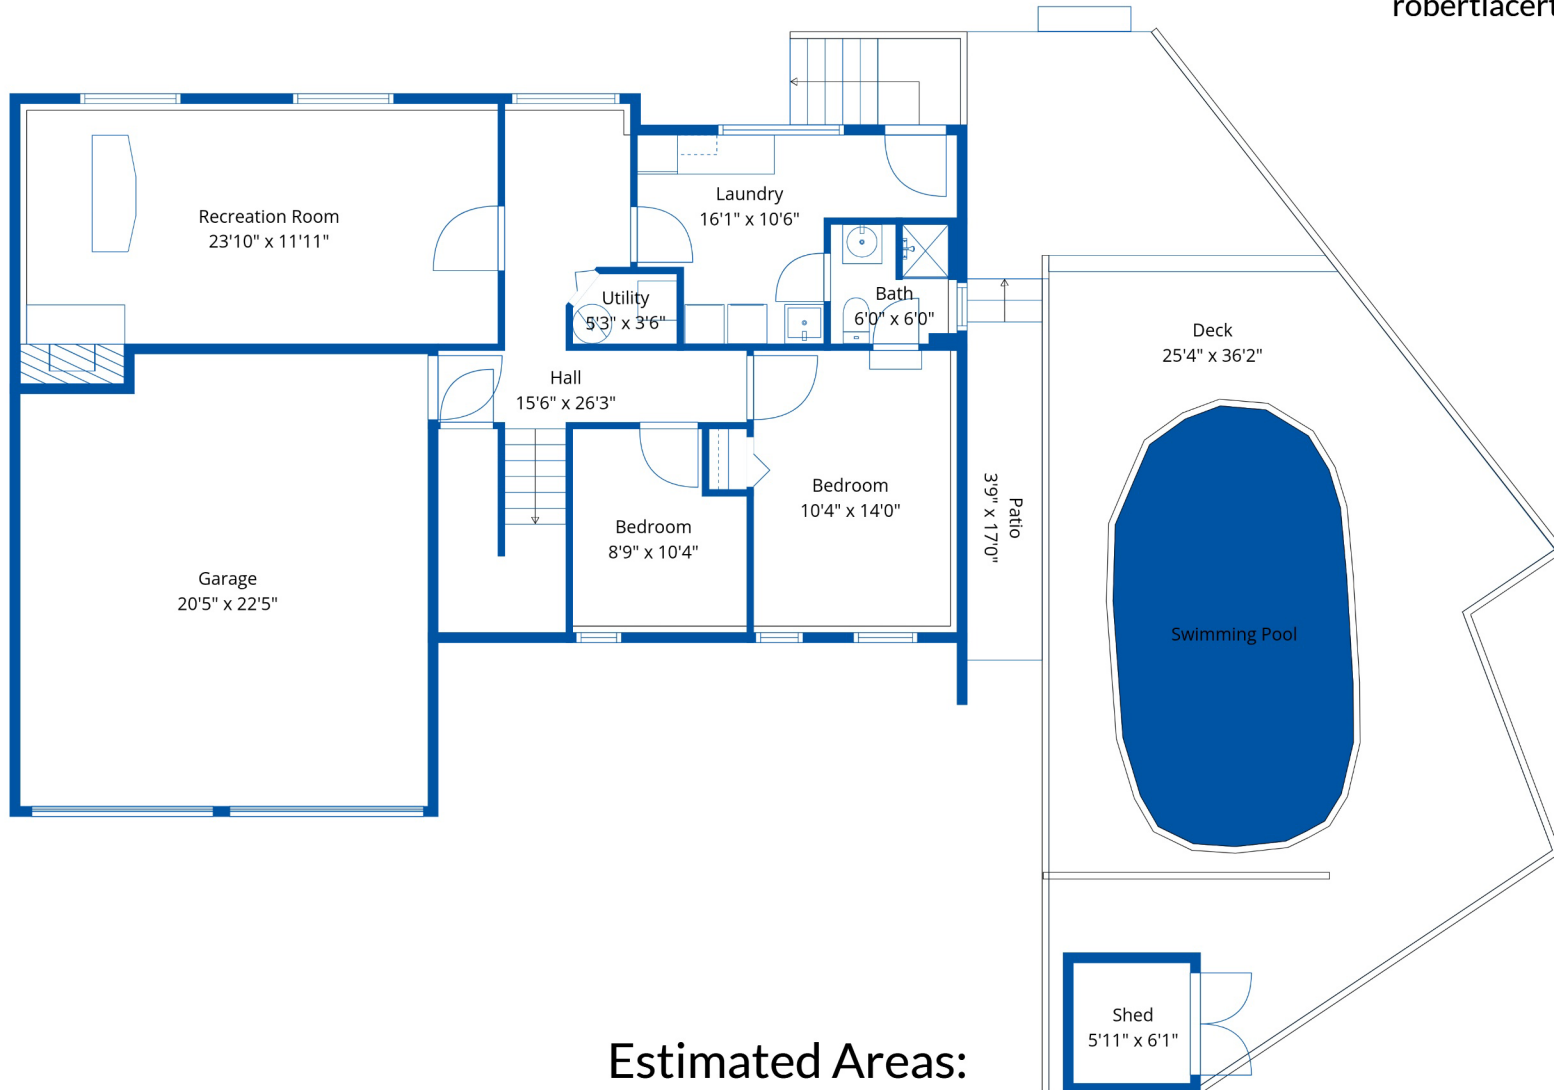 robertlacert
Recreation Room
23'10" x 11'11"
Laundry
16'1" x 10'6"
Utility
5'3" x 3'6"
Bath
6'0" x 6'0"
Deck
25'4" x 36'2"
Hall
15'6" x 26'3"
Bedroom
10'4" x 14'0"
Patio
3'9" x 17'0"
Bedroom
8'9" x 10'4"
Garage
20'5" x 22'5"
Swimming Pool
Shed
5'11" x 6'1"
Estimated Areas: